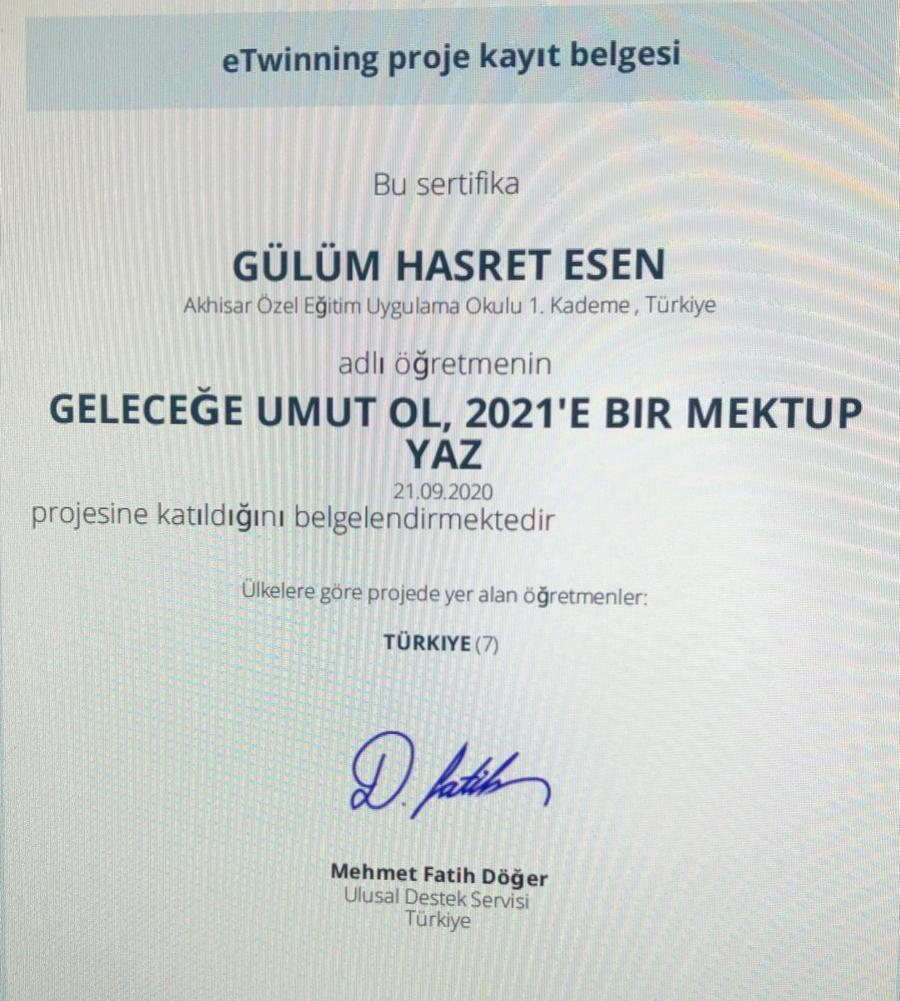 eTwinning proje kayıt belgesi
Bu sertifika
GÜLÜM HASRET ESEN
Akhisar Özel Eğitim Uygulama Okulu 1. Kademe , Türkiye
adlı öğretmenin
GELECEĞE UMUT OL, 2021'E BIR MEKTUP
YAZ
21.09.2020
projesine katıldığını belgelendirmektedir
Ülkelere göre projede yer alan öğretmenler:
TÜRKIYE (7)
D. Fatih
Mehmet Fatih Döğer
Ulusal Destek Servisi
Türkiye